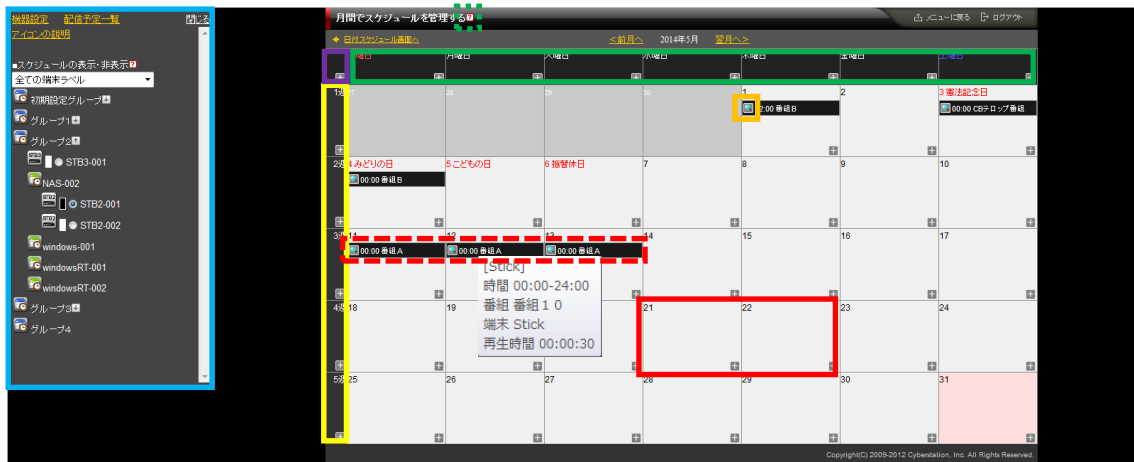 機器設定 配信予定一覧 閉じる
アイコンの説明
■スケジュールの表示・非表示
全ての端末ラベル
初期設定グループ
グループ1
グループ2
STB3-001
NAS-002
STB2-001
STB2-002
windows-001
windowsRT-001
windowsRT-002
グループ3
グループ4
月間でスケジュールを管理する
メニューに戻る ログアウト
日付スケジュール画面へ <前月へ 2014年5月 翌月へ>
曜日 月曜日 火曜日 水曜日 木曜日 金曜日 土曜日
1週 27 28 29 30 1 2 3 憲法記念日
2:00 番組B 00:00 CBテロップ番組
2週 4 みどりの日 5 こどもの日 6 振替休日 7 8 9 10
00:00 番組B
3週 11 12 13 14 15 16 17
00:00 番組A 00:00 番組A 00:00 番組A
[Stick]
時間 00:00-24:00
番組 番組1 0
端末 Stick
再生時間 00:00:30
4週 18 19 21 22 23 24
5週 25 26 27 28 29 30 31
Copyright(C) 2009-2012 Cyberstation, Inc. All Rights Reserved.